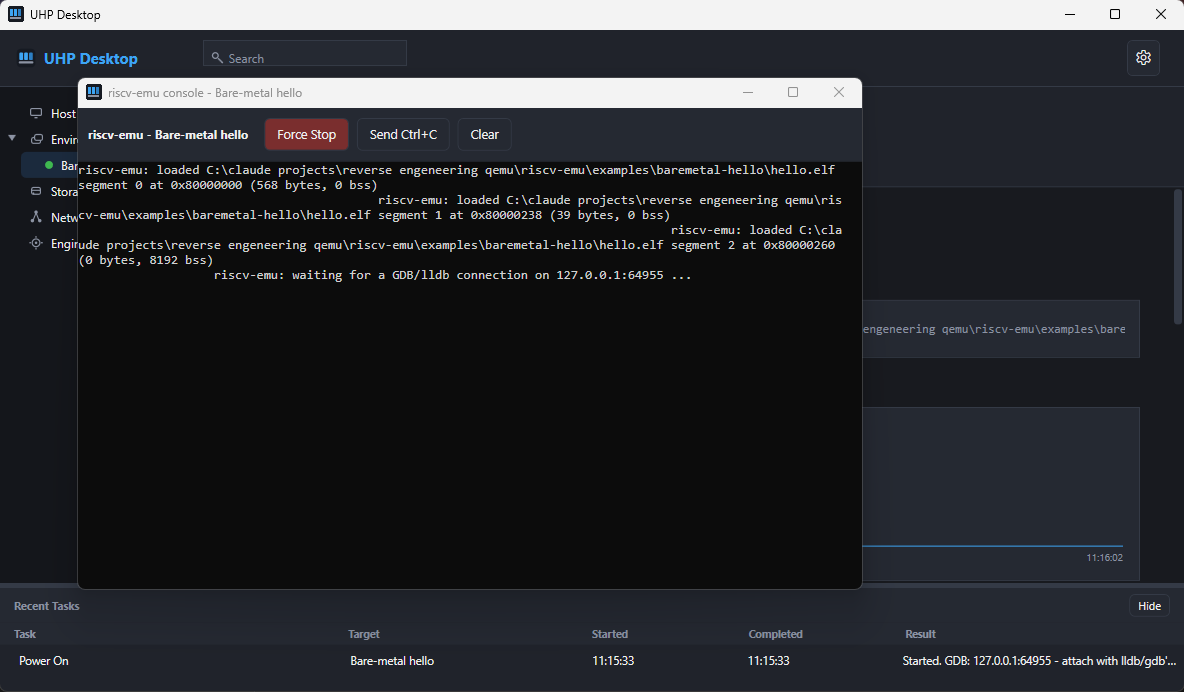 UHP Desktop
UHP Desktop
Search
riscv-emu console - Bare-metal hello
Host
riscv-emu - Bare-metal hello
Force Stop
Send Ctrl+C
Clear
Envir
Bar
Stora
Netw
Engin
riscv-emu: loaded C:\claude projects\reverse engeneering qemu\riscv-emu\examples\baremetal-hello\hello.elf
segment 0 at 0x80000000 (568 bytes, 0 bss)
riscv-emu: loaded C:\claude projects\reverse engeneering qemu\ris
cv-emu\examples\baremetal-hello\hello.elf segment 1 at 0x80000238 (39 bytes, 0 bss)
riscv-emu: loaded C:\cla
ude projects\reverse engeneering qemu\riscv-emu\examples\baremetal-hello\hello.elf segment 2 at 0x80000260
(0 bytes, 8192 bss)
riscv-emu: waiting for a GDB/lldb connection on 127.0.0.1:64955 ...
engeneering qemu\riscv-emu\examples\bare
11:16:02
Recent Tasks
Hide
Task Target Started Completed Result
Power On Bare-metal hello 11:15:33 11:15:33 Started. GDB: 127.0.0.1:64955 - attach with lldb/gdb'...